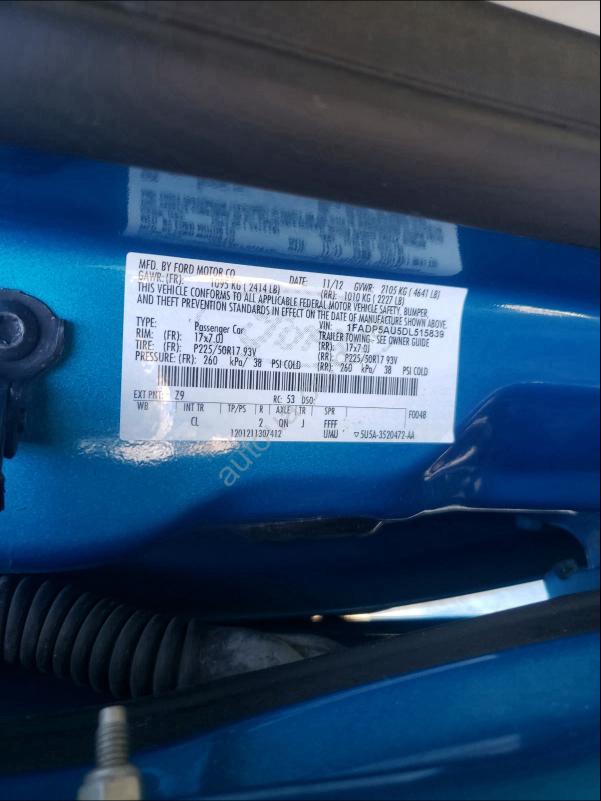 MFD. BY FORD MOTOR CO.
DATE: 11/12 GVWR: 2105 KG ( 4641 LB)
GAWR: (FR): 1095 KG ( 2414 LB) (RR): 1010 KG ( 2227 LB)
THIS VEHICLE CONFORMS TO ALL APPLICABLE FEDERAL MOTOR VEHICLE SAFETY, BUMPER,
AND THEFT PREVENTION STANDARDS IN EFFECT ON THE DATE OF MANUFACTURE SHOWN ABOVE.
VIN: 1FADP5AU5DL515839
TYPE: Passenger Car TRAILER TOWING - SEE OWNER GUIDE
RIM: (FR): 17x7.0J (RR): 17x7.0J
TIRE: (FR): P225/50R17 93V (RR): P225/50R17 93V
PRESSURE: (FR): 260 kPa/ 38 PSI COLD (RR): 260 kPa/ 38 PSI COLD
EXT PNT: Z9 RC: 53 DSO:
WB INT TR TP/PS R AXLE TR SPR F0048
CL 2 QN J FFFF
1201211307412 UMU ▽5U5A-3520472-AA